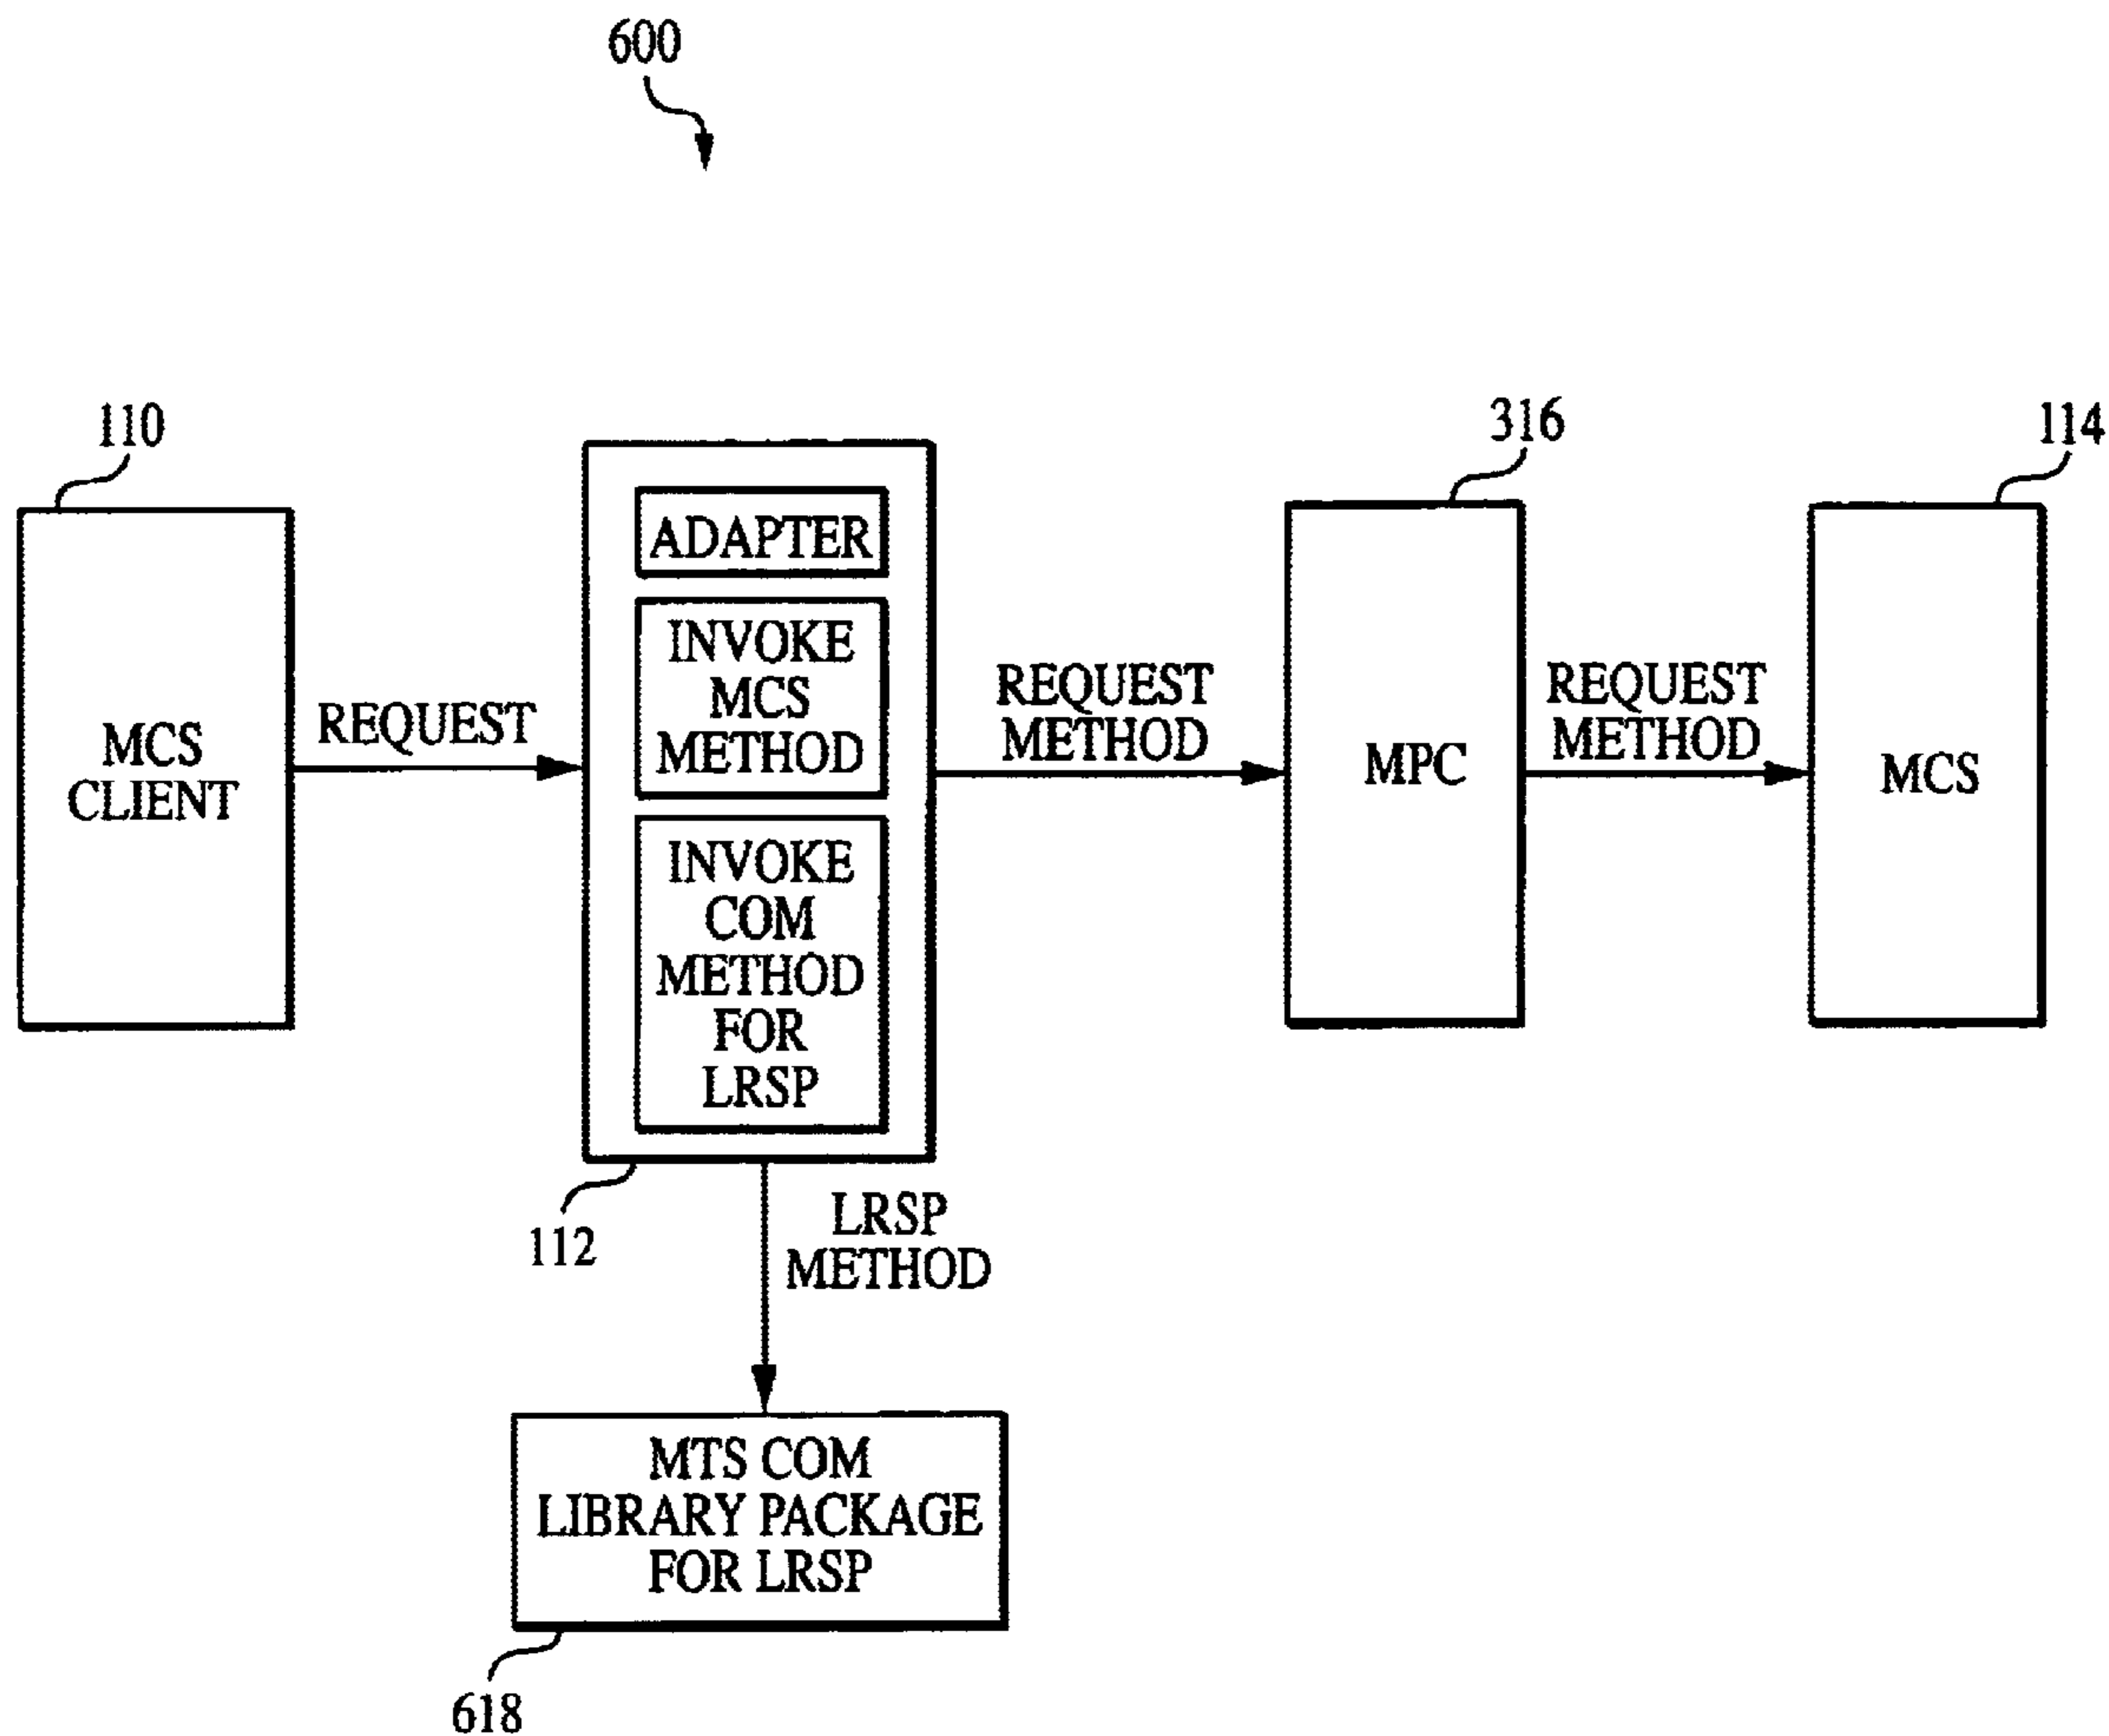 600
110
316
114
MCS
CLIENT
REQUEST
ADAPTER
INVOKE
MCS
METHOD
INVOKE
COM
METHOD
FOR
LRSP
112
REQUEST
METHOD
MPC
REQUEST
METHOD
MCS
LRSP
METHOD
MTS COM
LIBRARY PACKAGE
FOR LRSP
618